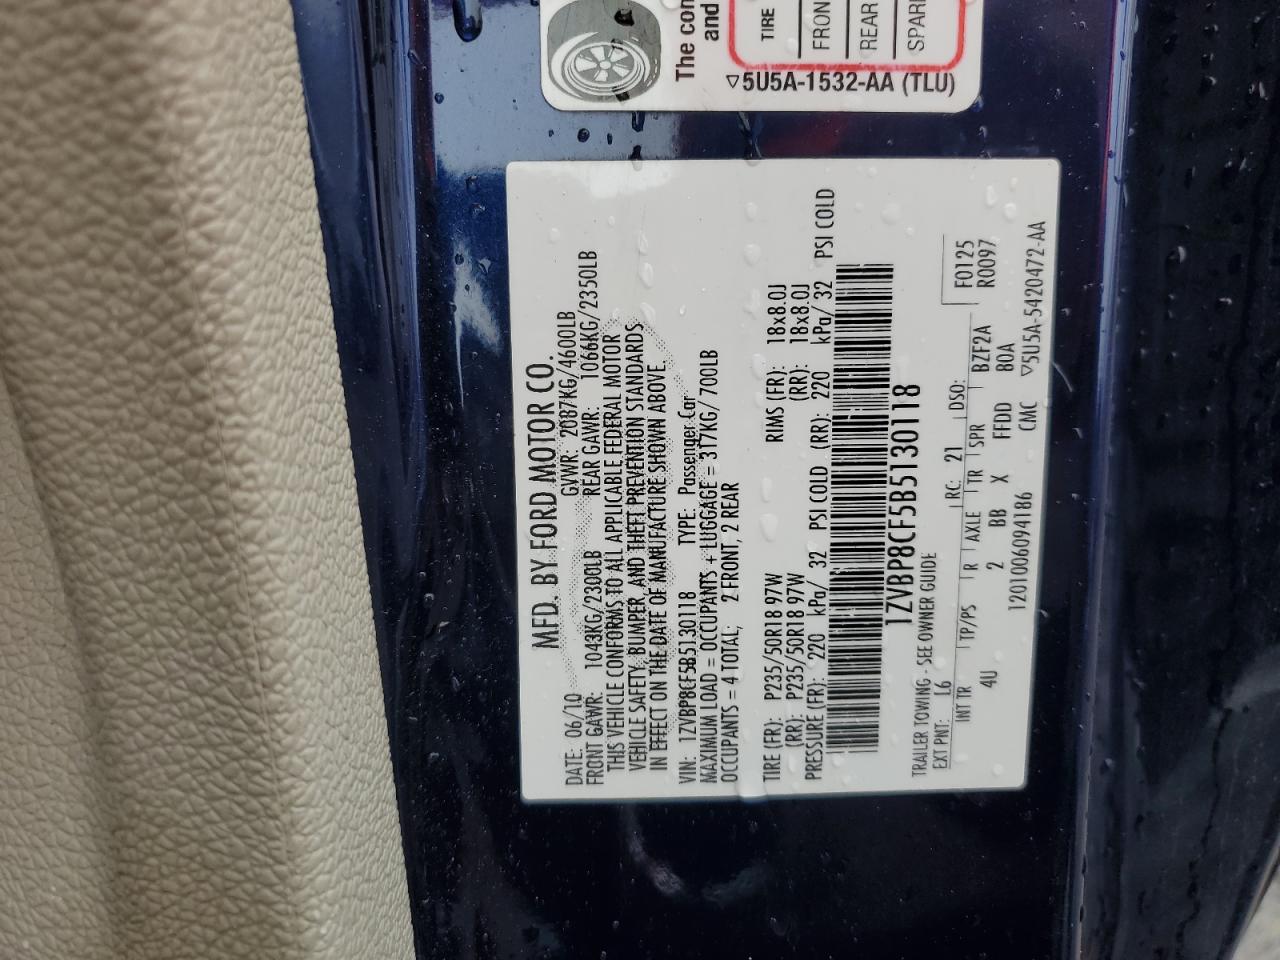 MFD. BY FORD MOTOR CO.
DATE: 06/10 GVWR: 2087KG/4600LB
FRONT GAWR: 1043KG/2300LB REAR GAWR: 1066KG/2350LB
THIS VEHICLE CONFORMS TO ALL APPLICABLE FEDERAL MOTOR
VEHICLE SAFETY, BUMPER, AND THEFT PREVENTION STANDARDS
IN EFFECT ON THE DATE OF MANUFACTURE SHOWN ABOVE.
VIN: 1ZVBP8CF5B5130118 TYPE: Passenger Car
MAXIMUM LOAD = OCCUPANTS + LUGGAGE = 317KG/700LB
OCCUPANTS = 4 TOTAL; 2 FRONT, 2 REAR
TIRE (FR): P235/50R18 97W RIMS (FR): 18x8.0J
(RR): P235/50R18 97W (RR): 18x8.0J
PRESSURE (FR): 220 kPa/ 32 PSI COLD (RR): 220 kPa/ 32 PSI COLD
1ZVBP8CF5B5130118
TRAILER TOWING - SEE OWNER GUIDE
F0125
R0097
EXT PNT: L6 RC: 21 DSO:
INT TR TP/PS R AXLE TR SPR BZF2A
4U 2 BB X FFDD 80A
1201006094186 CMC ▽5U5A-5420472-AA
The con
and
TIRE
FRON
REAR
SPAR
▽5U5A-1532-AA (TLU)